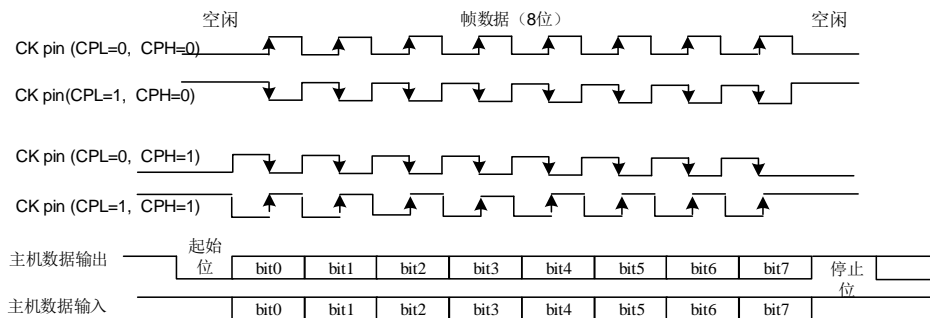 空闲 帧数据（8位） 空闲
CK pin (CPL=0, CPH=0)
CK pin(CPL=1, CPH=0)
CK pin (CPL=0, CPH=1)
CK pin (CPL=1, CPH=1)
主机数据输出 起始位 bit0 bit1 bit2 bit3 bit4 bit5 bit6 bit7 停止位
主机数据输入 bit0 bit1 bit2 bit3 bit4 bit5 bit6 bit7